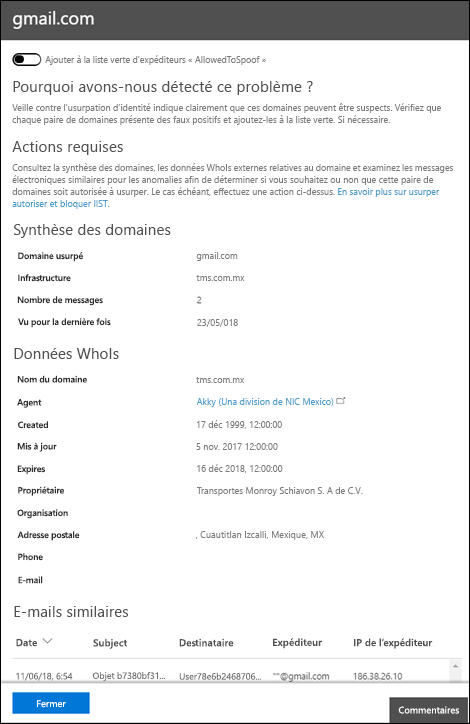 gmail.com
Ajouter à la liste verte d'expéditeurs « AllowedToSpoof »
Pourquoi avons-nous détecté ce problème ?
Veille contre l'usurpation d'identité indique clairement que ces domaines peuvent être suspects. Vérifiez que
chaque paire de domaines présente des faux positifs et ajoutez-les à la liste verte. Si nécessaire.
Actions requises
Consultez la synthèse des domaines, les données WhoIs externes relatives au domaine et examinez les messages
électroniques similaires pour les anomalies afin de déterminer si vous souhaitez ou non que cette paire de
domaines soit autorisée à usurper. Le cas échéant, effectuez une action ci-dessus. En savoir plus sur usurper
autoriser et bloquer lIST.
Synthèse des domaines
Domaine usurpé gmail.com
Infrastructure tms.com.mx
Nombre de messages 2
Vu pour la dernière fois 23/05/018
Données WhoIs
Nom du domaine tms.com.mx
Agent Akky (Una division de NIC Mexico)
Created 17 déc 1999, 12:00:00
Mis à jour 5 nov. 2017 12:00:00
Expires 16 déc 2018, 12:00:00
Propriétaire Transportes Monroy Schiavon S. A de C.V.
Organisation
Adresse postale , Cuautitlan Izcalli, Mexique, MX
Phone
E-mail
E-mails similaires
Date Subject Destinataire Expéditeur IP de l'expéditeur
11/06/18, 6:54 Objet b7380bf31... User78e6b2468706... ""@gmail.com 186.38.26.10
Fermer
Commentaires